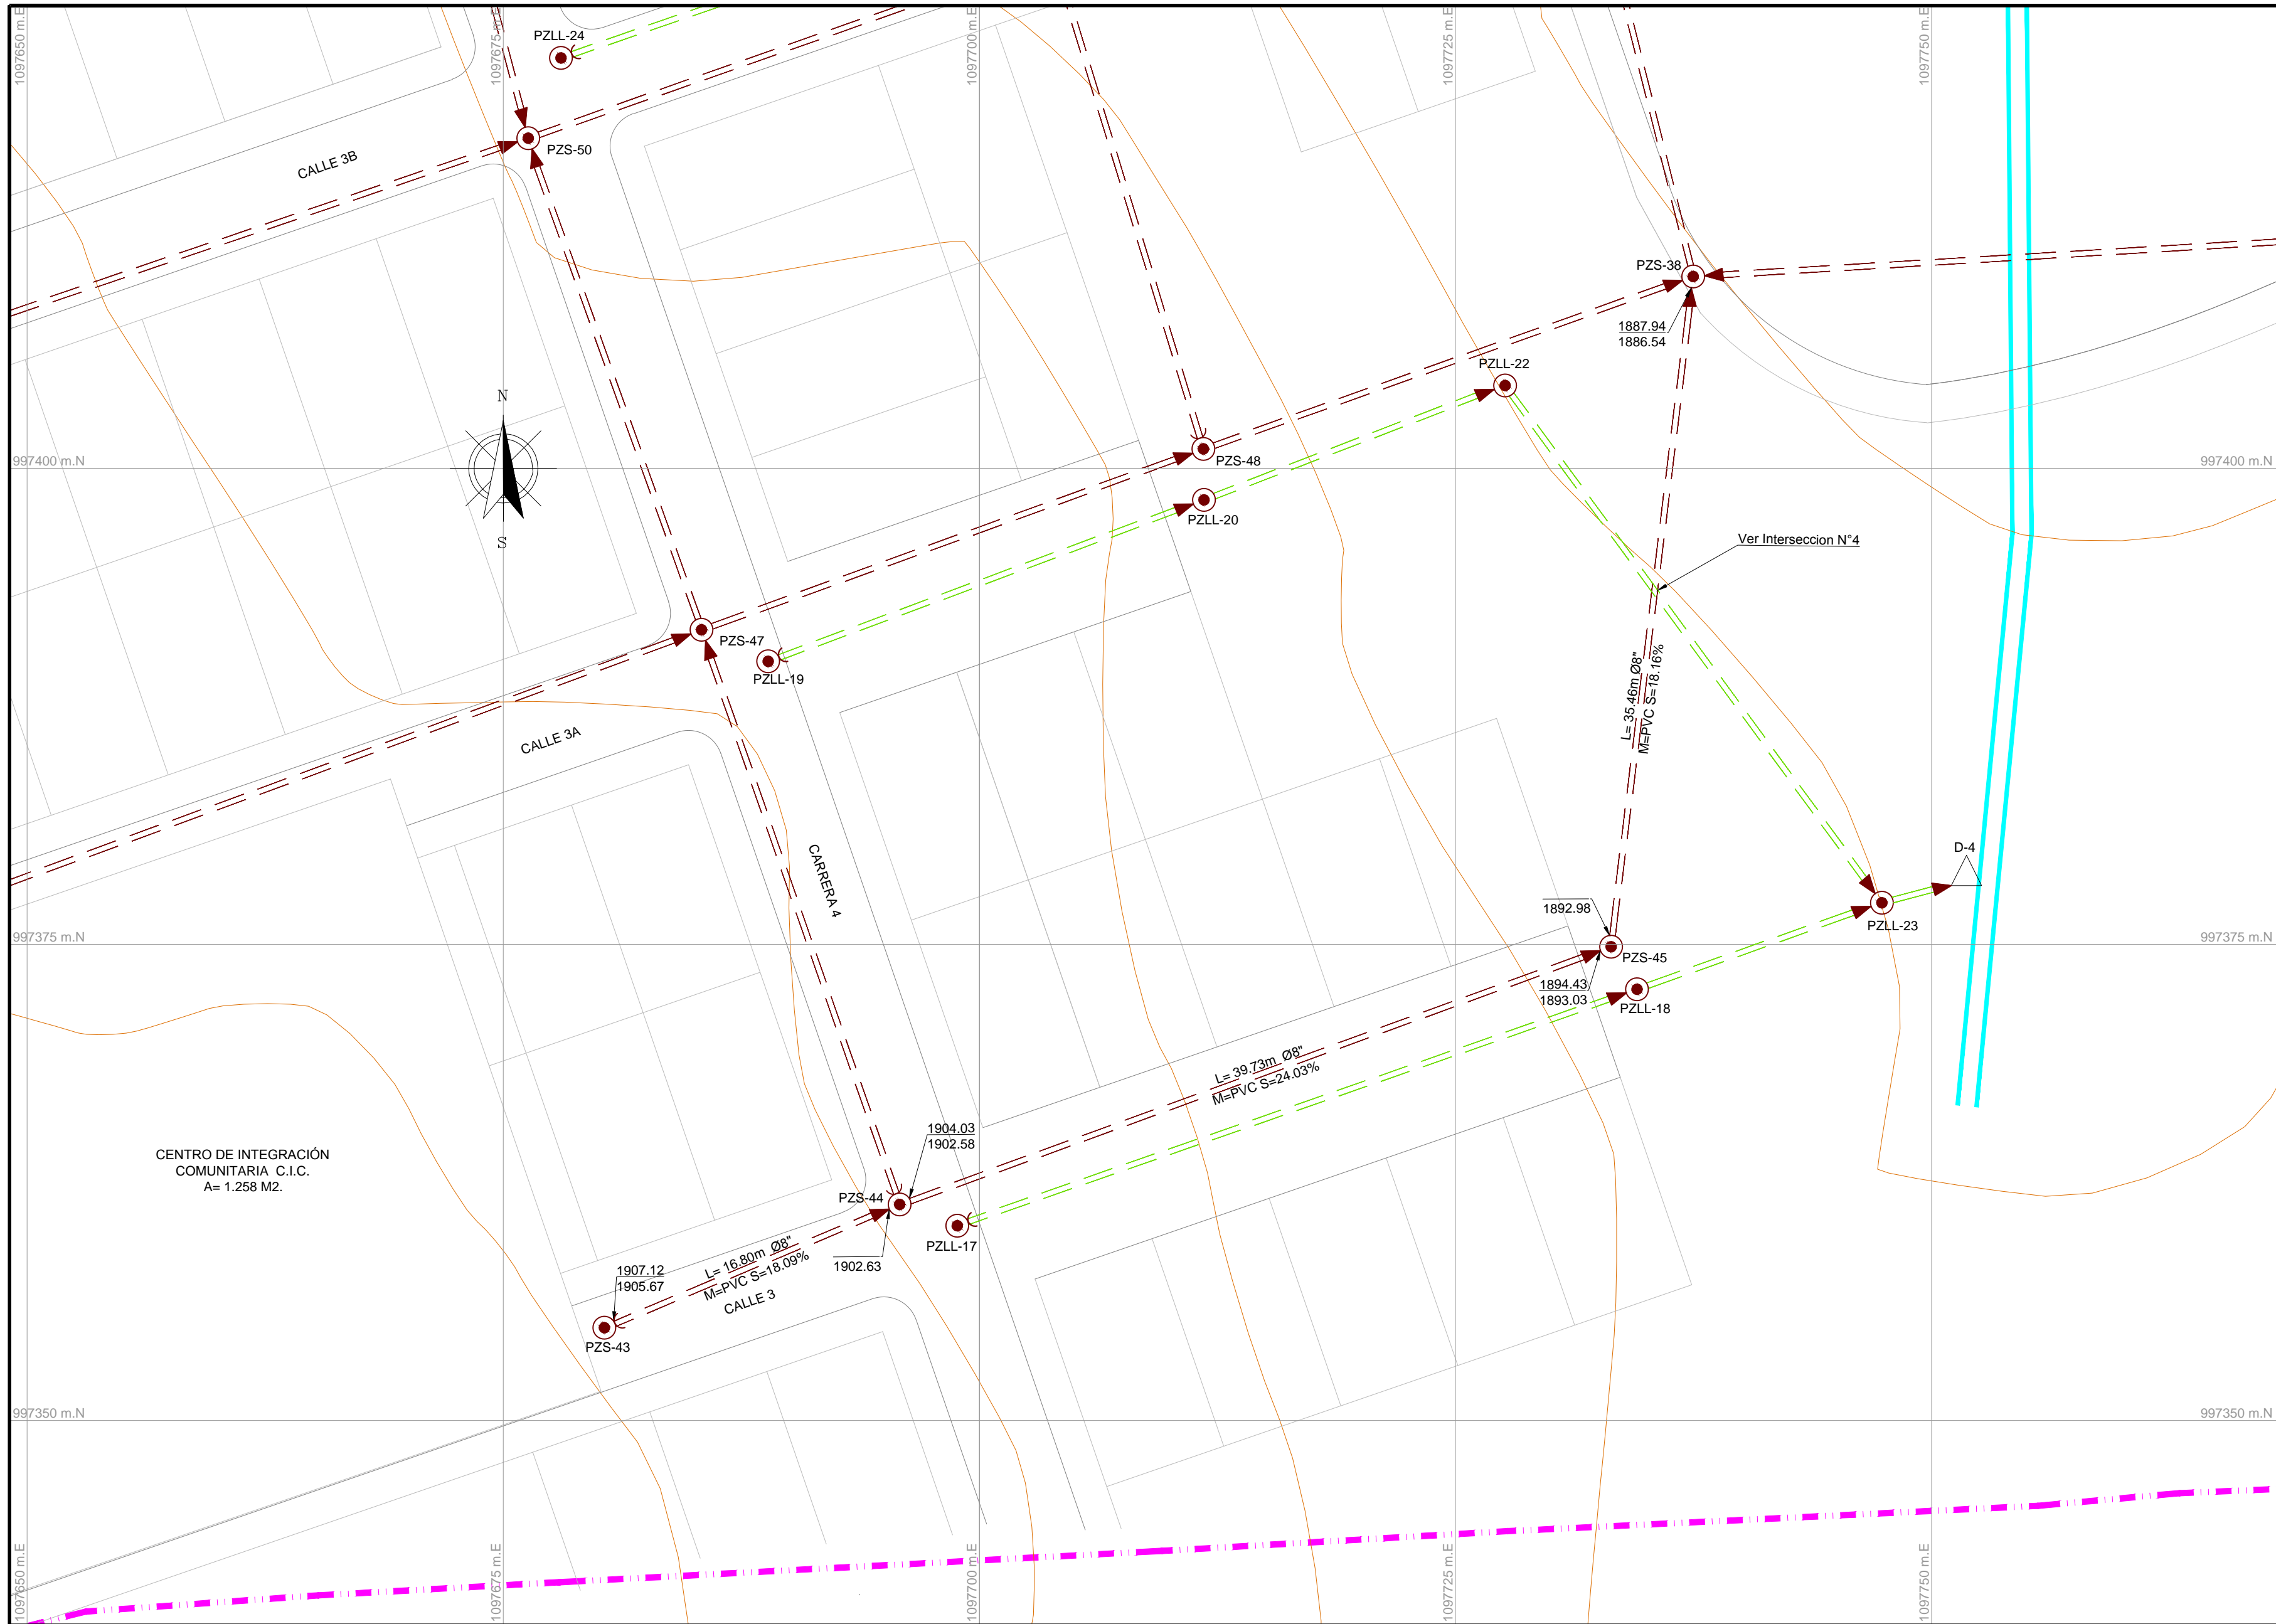 1097650 m.E
1097675 m.E
1097700 m.E
1097725 m.E
1097750 m.E
PZLL-24
PZS-50
CALLE 3B
PZS-38
1887.94
1886.54
PZLL-22
N
S
997400 m.N
997400 m.N
PZS-48
PZLL-20
Ver Interseccion N°4
PZS-47
PZLL-19
L= 35.46m Ø8"
M=PVC S=18.16%
CALLE 3A
CARRERA 4
D-4
1892.98
PZLL-23
997375 m.N
997375 m.N
PZS-45
1894.43
1893.03
PZLL-18
L= 39.73m Ø8"
M=PVC S=24.03%
1904.03
1902.58
CENTRO DE INTEGRACIÓN
COMUNITARIA C.I.C.
A= 1.258 M2.
PZS-44
PZLL-17
L= 16.80m Ø8"
M=PVC S=18.09%
1902.63
1907.12
1905.67
CALLE 3
PZS-43
997350 m.N
997350 m.N
1097650 m.E
1097675 m.E
1097700 m.E
1097725 m.E
1097750 m.E